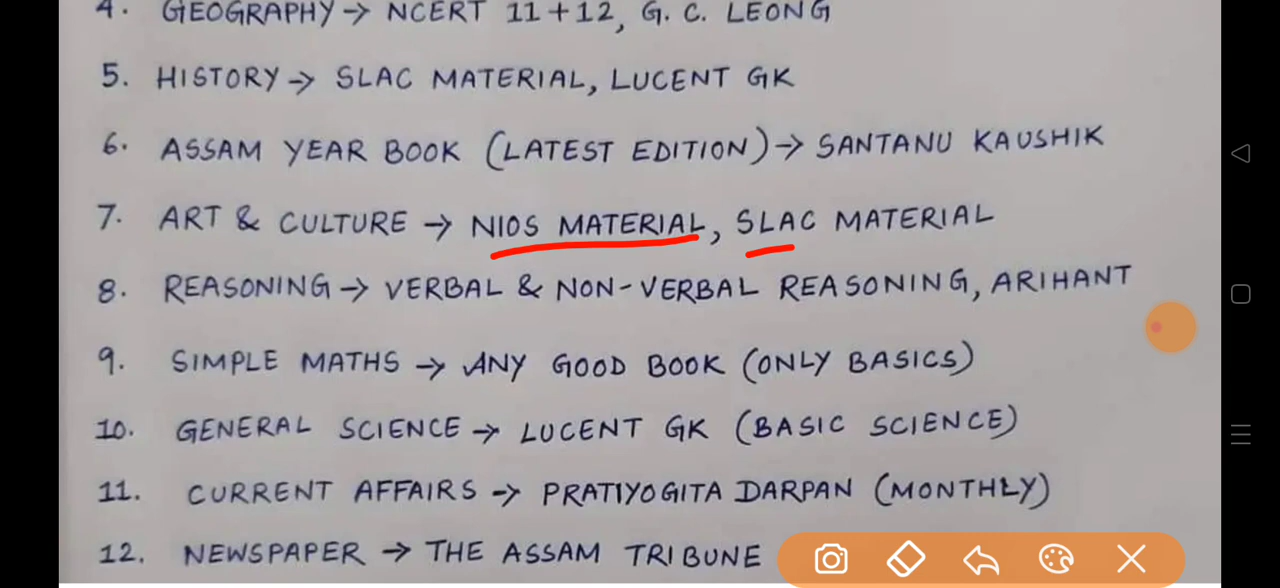 4. GEOGRAPHY → NCERT 11+12, G. C. LEONG
5. HISTORY → SLAC MATERIAL, LUCENT GK
6. ASSAM YEAR BOOK (LATEST EDITION) → SANTANU KAUSHIK
7. ART & CULTURE → NIOS MATERIAL, SLAC MATERIAL
8. REASONING → VERBAL & NON-VERBAL REASONING, ARIHANT
9. SIMPLE MATHS → ANY GOOD BOOK (ONLY BASICS)
10. GENERAL SCIENCE → LUCENT GK (BASIC SCIENCE)
11. CURRENT AFFAIRS → PRATIYOGITA DARPAN (MONTHLY)
12. NEWSPAPER → THE ASSAM TRIBUNE